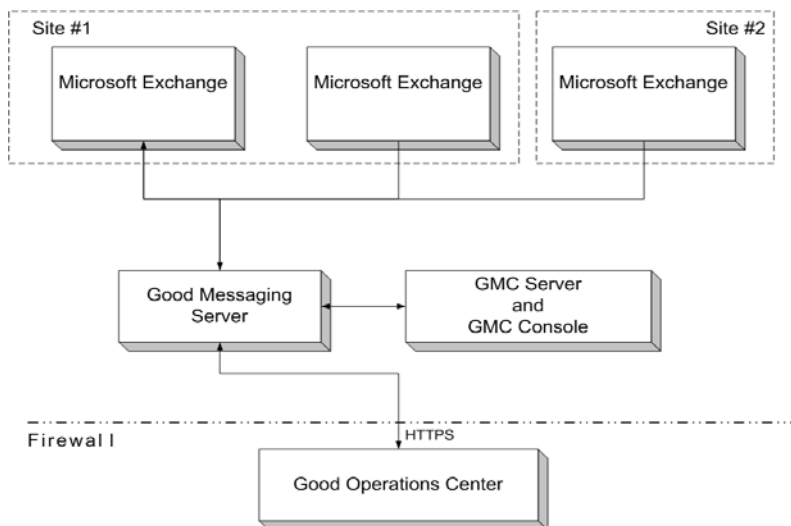 Site #1
Site #2
Microsoft Exchange
Microsoft Exchange
Microsoft Exchange
Good Messaging
Server
GMC Server
and
GMC Console
HTTPS
Firewall
Good Operations Center